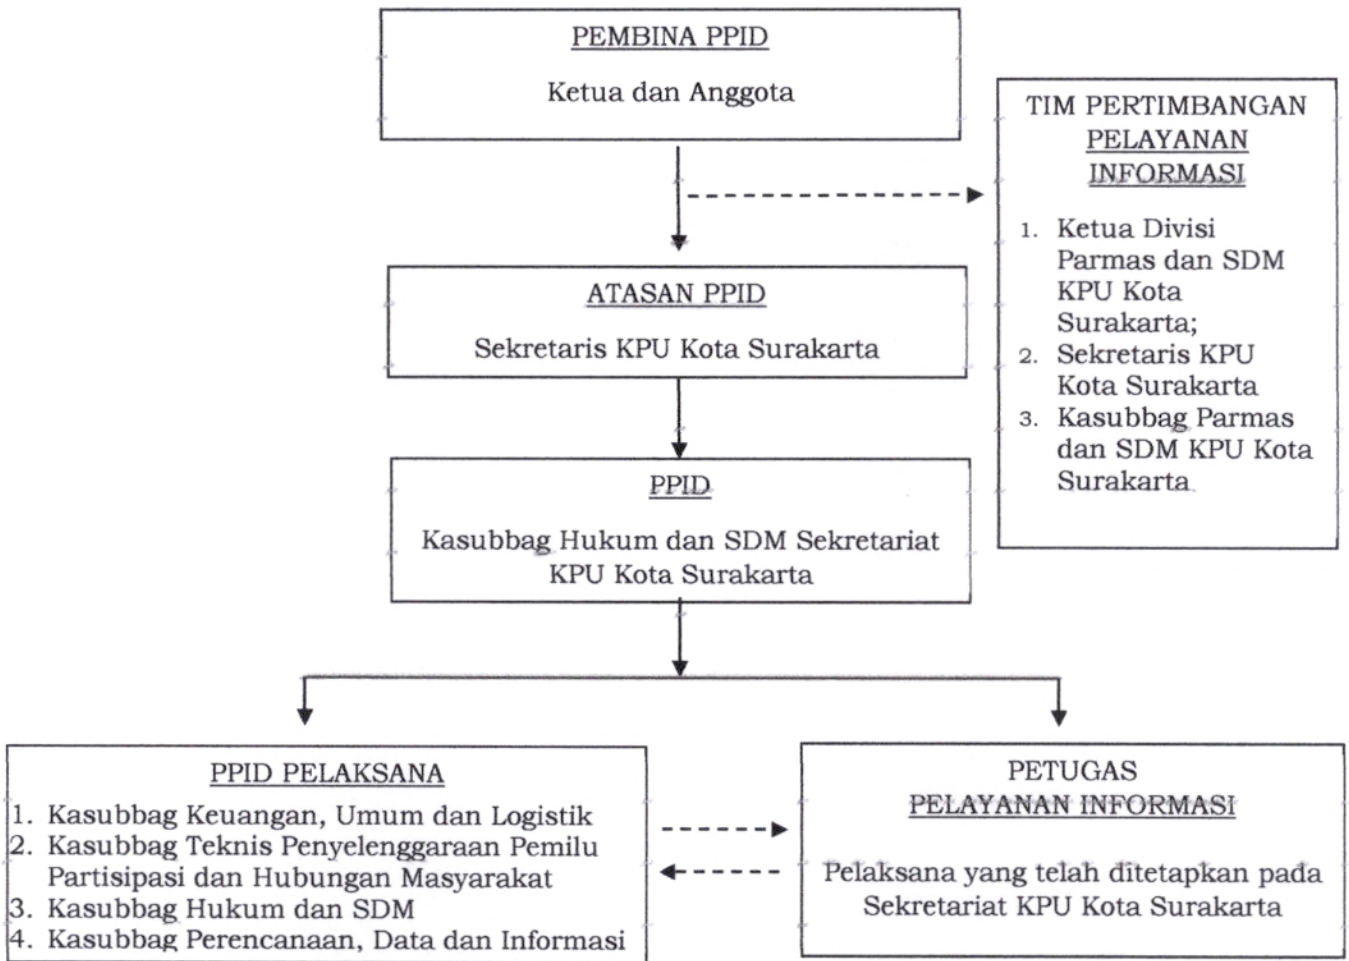 PEMBINA PPID
Ketua dan Anggota
TIM PERTIMBANGAN
PELAYANAN
INFORMASI
1. Ketua Divisi
Parmas dan SDM
KPU Kota
Surakarta;
2. Sekretaris KPU
Kota Surakarta
3. Kasubbag Parmas
dan SDM KPU Kota
Surakarta
ATASAN PPID
Sekretaris KPU Kota Surakarta
PPID
Kasubbag Hukum dan SDM Sekretariat
KPU Kota Surakarta
PPID PELAKSANA
1. Kasubbag Keuangan, Umum dan Logistik
2. Kasubbag Teknis Penyelenggaraan Pemilu
Partisipasi dan Hubungan Masyarakat
3. Kasubbag Hukum dan SDM
4. Kasubbag Perencanaan, Data dan Informasi
PETUGAS
PELAYANAN INFORMASI
Pelaksana yang telah ditetapkan pada
Sekretariat KPU Kota Surakarta